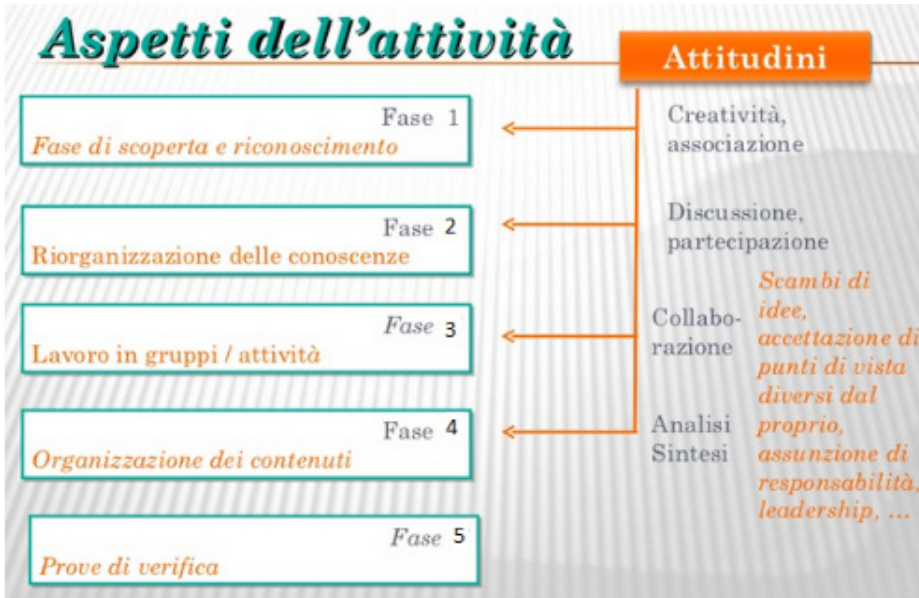 Aspetti dell'attività
Attitudini
Fase 1
Fase di scoperta e riconoscimento
Creatività,
associazione
Fase 2
Riorganizzazione delle conoscenze
Discussione,
partecipazione
Fase 3
Lavoro in gruppi / attività
Collabo-
razione
Scambi di
idee,
accettazione di
punti di vista
diversi dal
proprio,
assunzione di
responsabilità,
leadership, ...
Fase 4
Organizzazione dei contenuti
Analisi
Sintesi
Fase 5
Prove di verifica